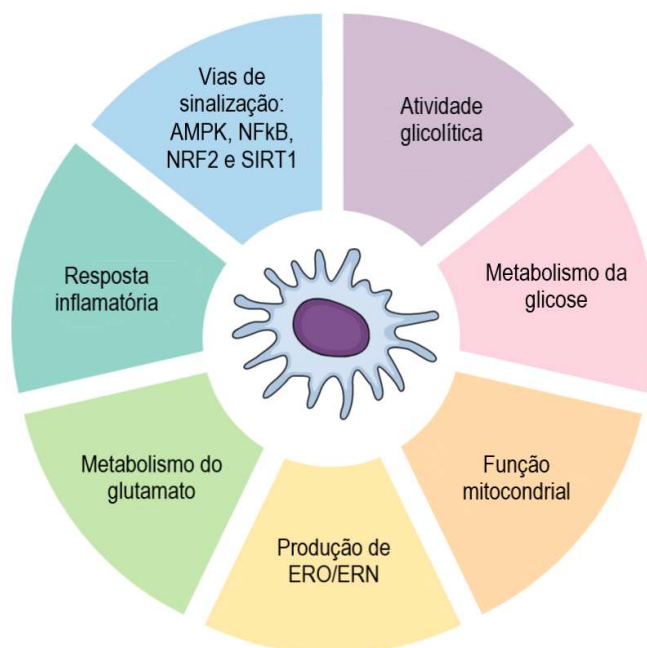 Vias de
sinalização:
AMPK, NFkB,
NRF2 e SIRT1
Atividade
glicolítica
Metabolismo da
glicose
Função
mitocondrial
Produção de
ERO/ERN
Metabolismo do
glutamato
Resposta
inflamatória